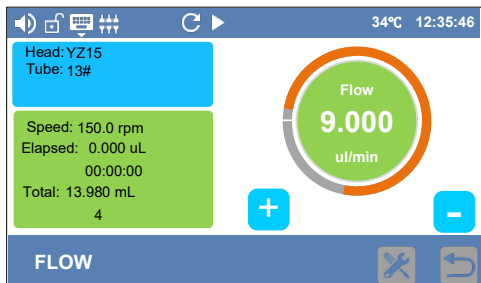 34℃ 12:35:46
Head: YZ15
Tube: 13#
Speed: 150.0 rpm
Elapsed: 0.000 uL
00:00:00
Total: 13.980 mL
4
Flow
9.000
ul/min
+
-
FLOW